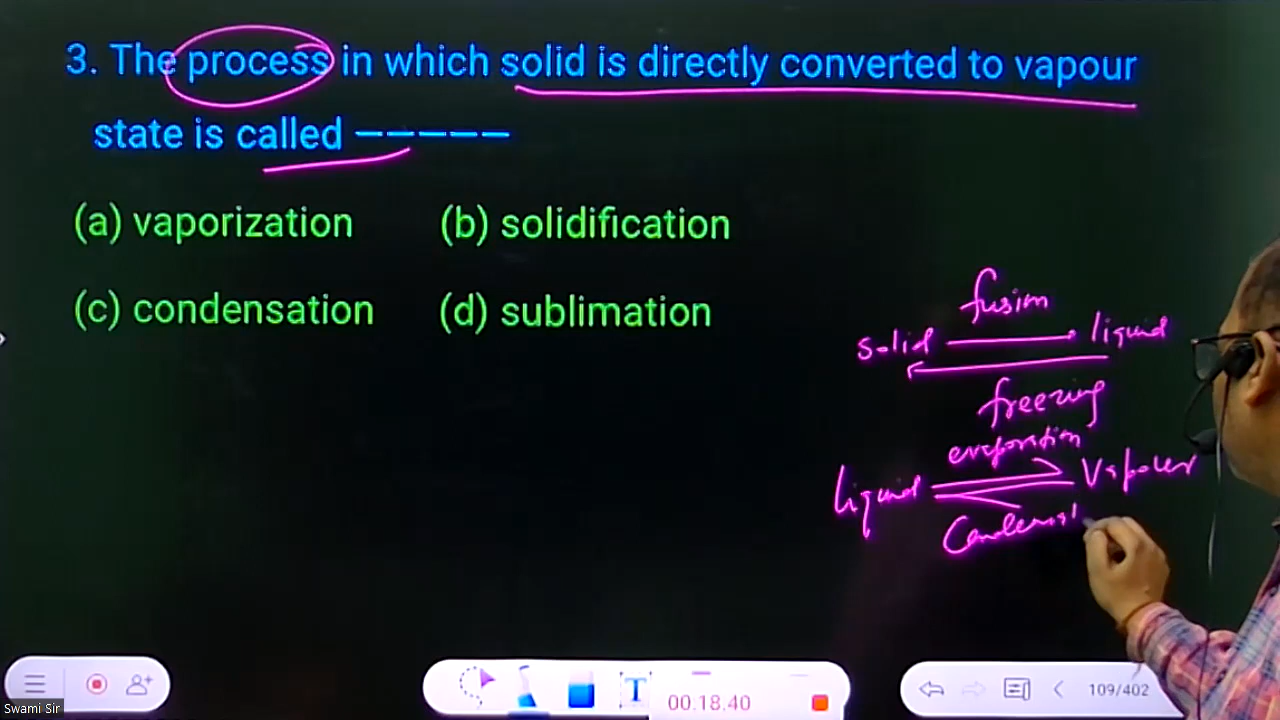 3. The process in which solid is directly converted to vapour
state is called −−−−−
(a) vaporization (b) solidification
(c) condensation (d) sublimation
fusion
solid liquid
freezing
evaporation
liquid Vapour
T
00.18.40
109/402
Swami Sir